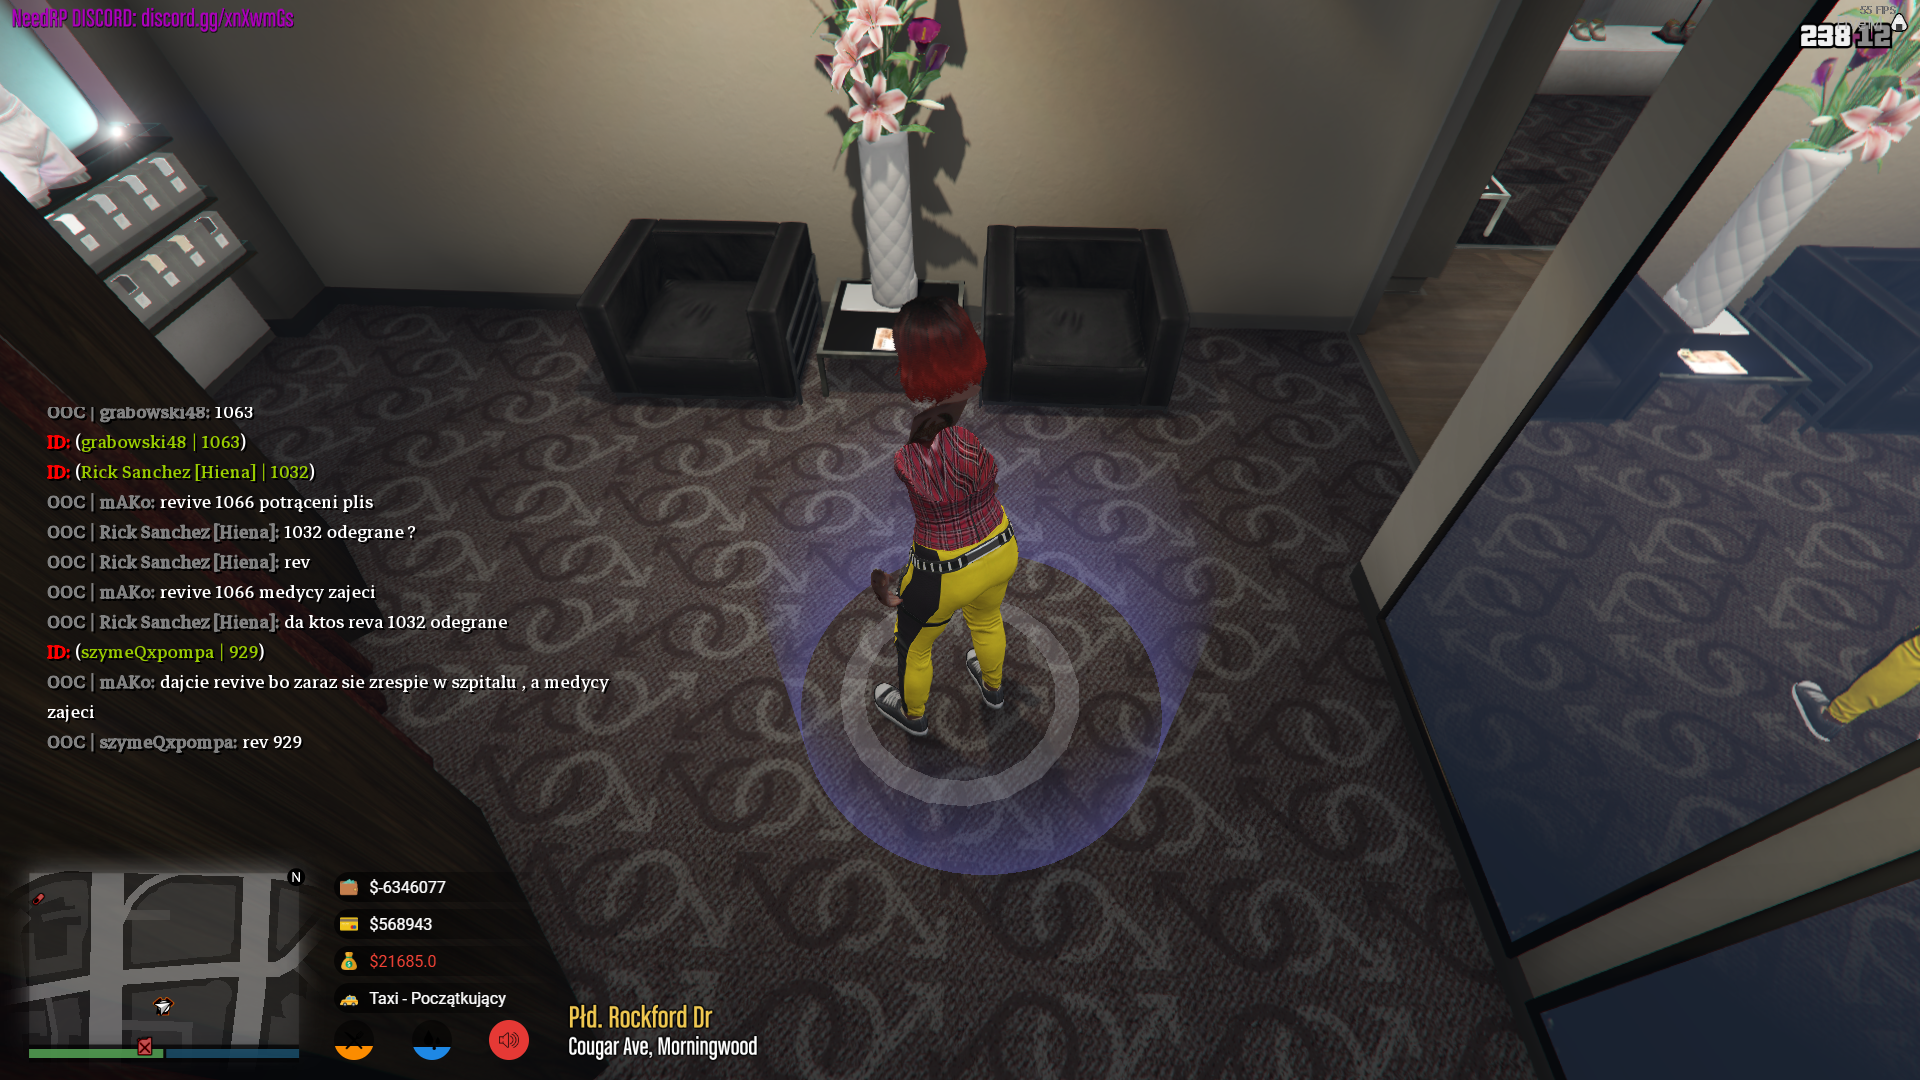 NeedRP DISCORD: discord.gg/xnXwmGs
55 FPS
238 12
OOC | grabowski48: 1063
ID: (grabowski48 | 1063)
ID: (Rick Sanchez [Hiena] | 1032)
OOC | mAKo: revive 1066 potrąceni plis
OOC | Rick Sanchez [Hiena]: 1032 odegrane ?
OOC | Rick Sanchez [Hiena]: rev
OOC | mAKo: revive 1066 medycy zajeci
OOC | Rick Sanchez [Hiena]: da ktos reva 1032 odegrane
ID: (szymeQxpompa | 929)
OOC | mAKo: dajcie revive bo zaraz sie zrespie w szpitalu , a medycy
zajeci
OOC | szymeQxpompa: rev 929
N
$-6346077
$568943
$21685.0
Taxi - Początkujący
Płd. Rockford Dr
Cougar Ave, Morningwood